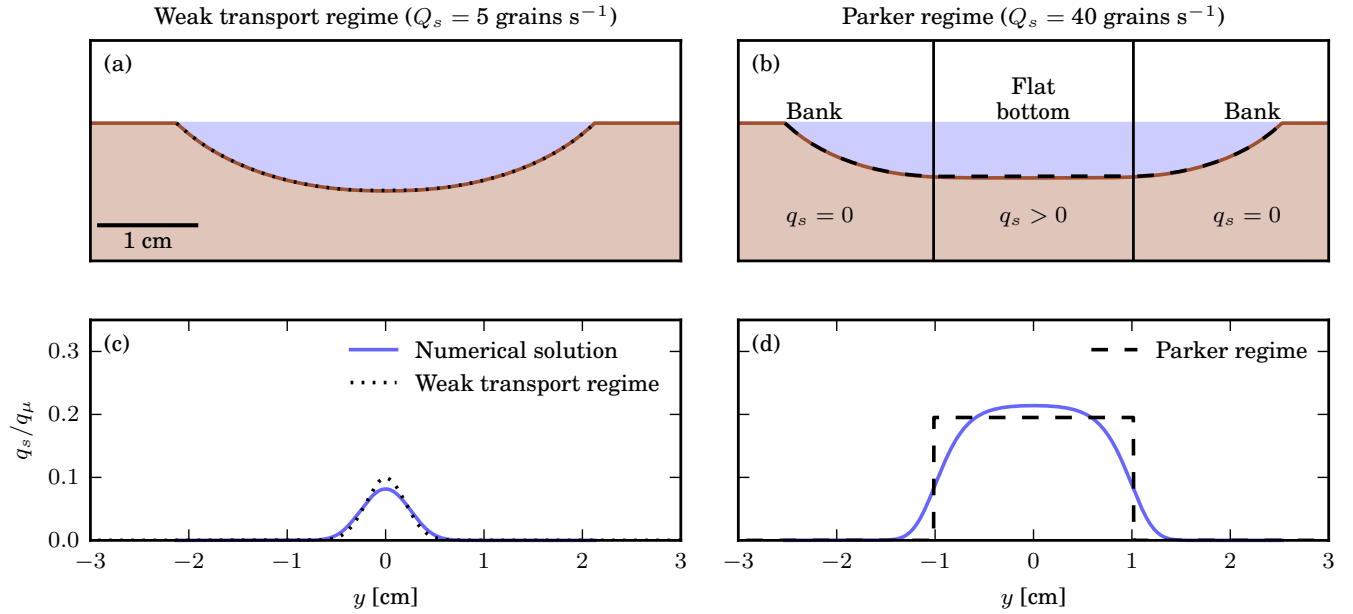 Weak transport regime (Q_s = 5 grains s⁻¹)
Parker regime (Q_s = 40 grains s⁻¹)
(a)
1 cm
(b)
Flat
bottom
Bank
Bank
q_s = 0
q_s > 0
q_s = 0
(c)
Numerical solution
Weak transport regime
q_s/q_μ
0.3
0.2
0.1
0.0
−3 −2 −1 0 1 2 3
y [cm]
(d)
Parker regime
−3 −2 −1 0 1 2 3
y [cm]